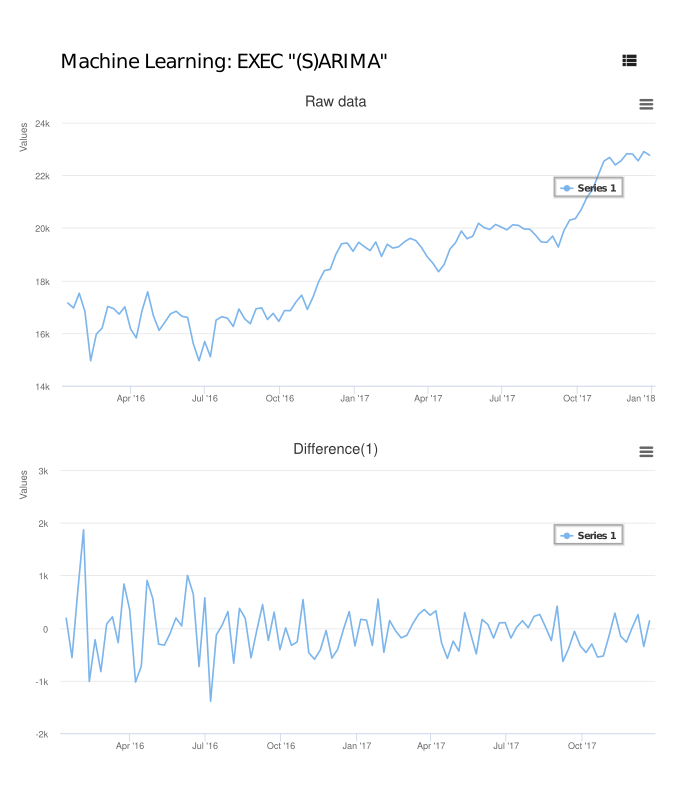 Machine Learning: EXEC "(S)ARIMA"
Raw data
Values
24k
22k
Series 1
20k
18k
16k
14k
Apr '16 Jul '16 Oct '16 Jan '17 Apr '17 Jul '17 Oct '17 Jan '18
Difference(1)
Values
3k
2k
Series 1
1k
0
-1k
-2k
Apr '16 Jul '16 Oct '16 Jan '17 Apr '17 Jul '17 Oct '17